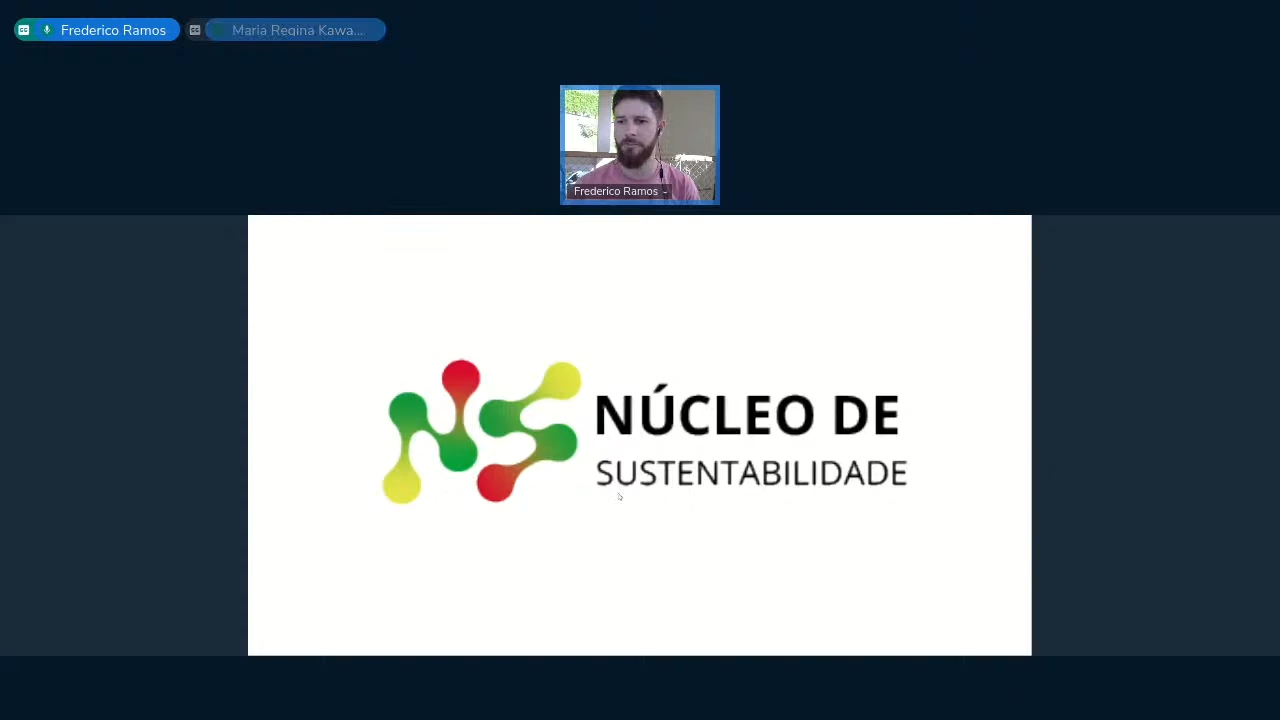 Frederico Ramos
Maria Regina Kawa...
Frederico Ramos
NÚCLEO DE
SUSTENTABILIDADE